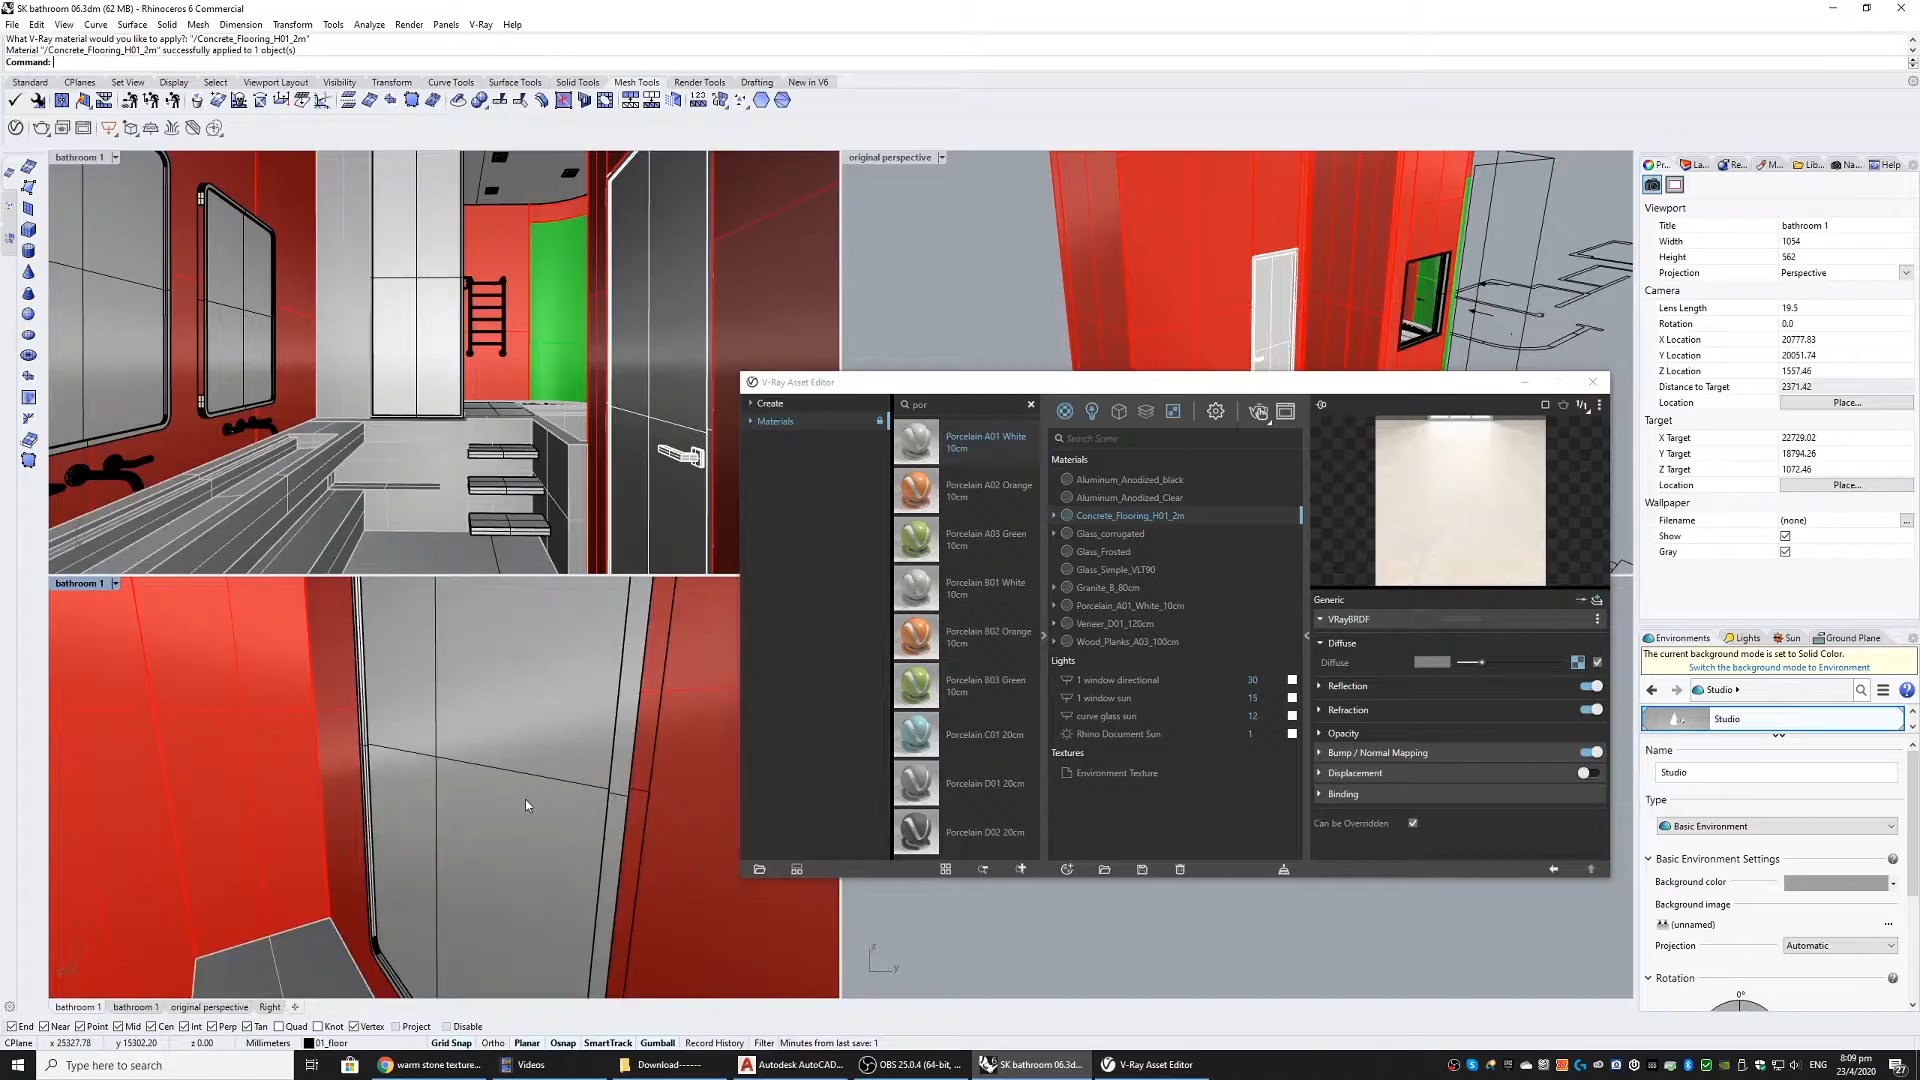 SK bathroom 06.3dm (62 MB) - Rhinoceros 6 Commercial
File Edit View Curve Surface Solid Mesh Dimension Transform Tools Analyze Render Panels V-Ray Help
What V-Ray material would you like to apply?: "/Concrete_Flooring_H01_2m"
Material "/Concrete_Flooring_H01_2m" successfully applied to 1 object(s)
Command:
Standard CPlanes Set View Display Select Viewport Layout Visibility Transform Curve Tools Surface Tools Solid Tools Mesh Tools Render Tools Drafting New in V6
bathroom 1
original perspective
Pr... La... Re... M... Lib... Na... Help
Viewport
Title bathroom 1
Width 1054
Height 562
Projection Perspective
Camera
Lens Length 19.5
Rotation 0.0
X Location 20777.83
Y Location 20051.74
Z Location 1557.46
Distance to Target 2371.42
Location Place...
Target
X Target 22729.02
Y Target 18794.26
Z Target 1072.46
Location Place...
Wallpaper
Filename (none) ...
Show
Gray
V-Ray Asset Editor
Create
Materials
por
Porcelain A01 White
10cm
Porcelain A02 Orange
10cm
Porcelain A03 Green
10cm
Porcelain B01 White
10cm
Porcelain B02 Orange
10cm
Porcelain B03 Green
10cm
Porcelain C01 20cm
Porcelain D01 20cm
Porcelain D02 20cm
Search Scene
Materials
Aluminum_Anodized_black
Aluminum_Anodized_Clear
Concrete_Flooring_H01_2m
Glass_corrugated
Glass_Frosted
Glass_Simple_VLT90
Granite_B_80cm
Porcelain_A01_White_10cm
Veneer_D01_120cm
Wood_Planks_A03_100cm
Lights
1 window directional 30
1 window sun 15
curve glass sun 12
Rhino Document Sun 1
Textures
Environment Texture
Generic
VRayBRDF
Diffuse
Diffuse
Reflection
Refraction
Opacity
Bump / Normal Mapping
Displacement
Binding
Can be Overridden
bathroom 1
z
y
Environments Lights Sun Ground Plane
The current background mode is set to Solid Color.
Switch the background mode to Environment
Studio
Studio
Name
Studio
Type
Basic Environment
Basic Environment Settings
Background color
Background image
(unnamed) ...
Projection Automatic
Rotation
0°
bathroom 1 bathroom 1 original perspective Right
End Near Point Mid Cen Int Perp Tan Quad Knot Vertex Project Disable
CPlane x 25327.78 y 15302.20 z 0.00 Millimeters 01_floor Grid Snap Ortho Planar Osnap SmartTrack Gumball Record History Filter Minutes from last save: 1
Type here to search
warm stone texture...
Videos
Download----
Autodesk AutoCAD...
OBS 25.0.4 (64-bit, ...
SK bathroom 06.3d...
V-Ray Asset Editor
ENG
8:09 pm
23/4/2020
27